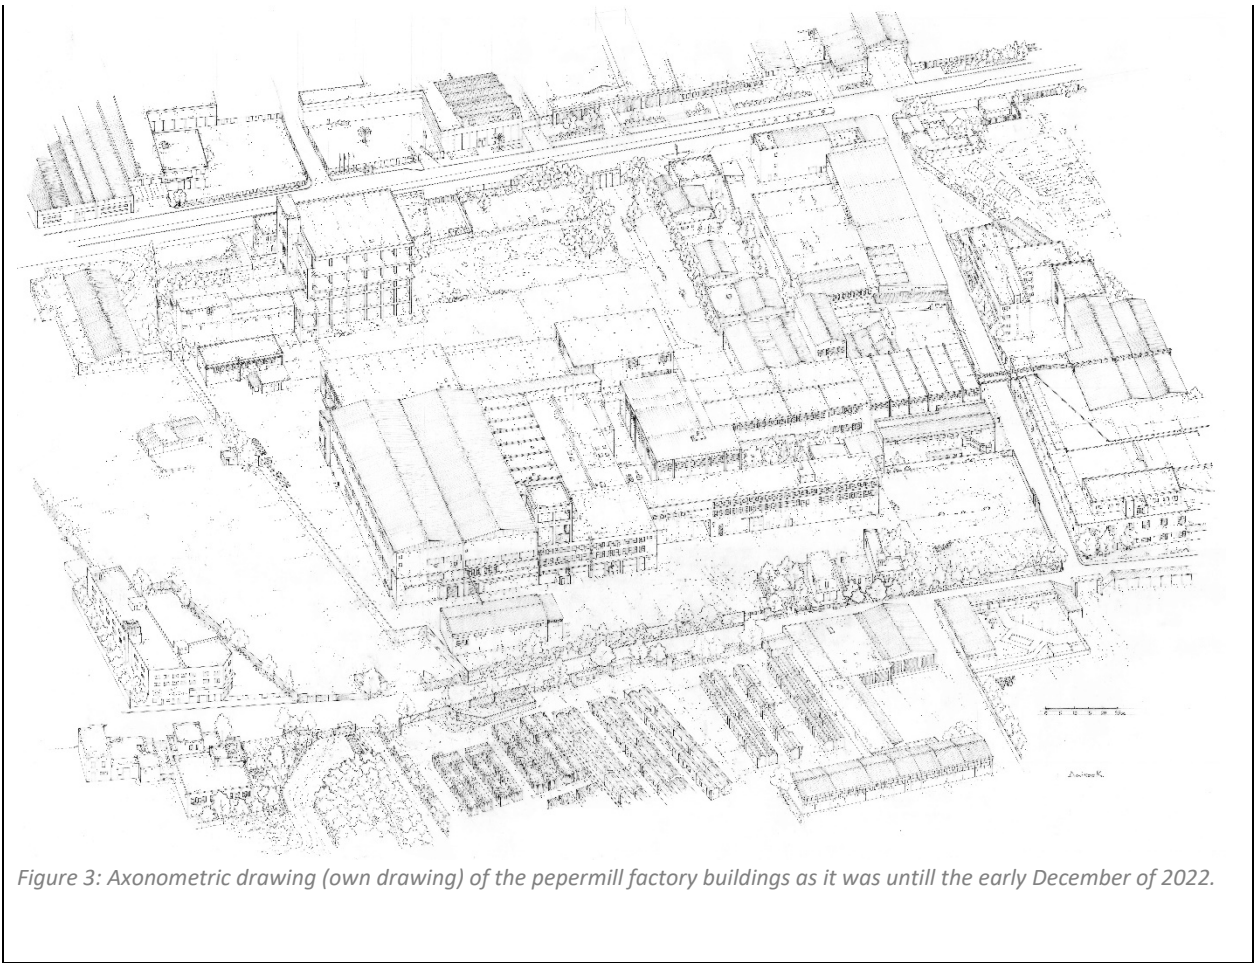 Figure 3: Axonometric drawing (own drawing) of the pepermill factory buildings as it was untill the early December of 2022.